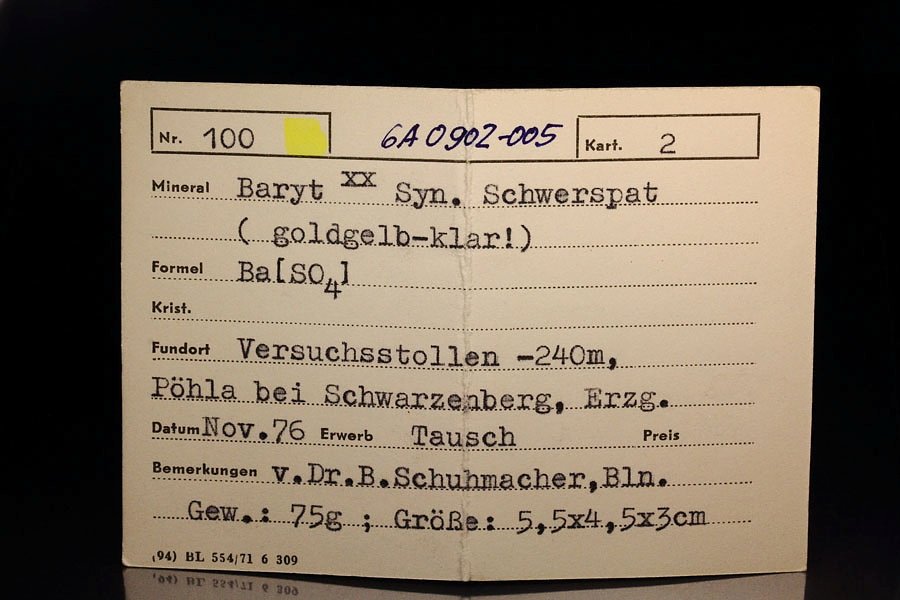 Nr. 100 6A0902-005 Kart. 2
Mineral Baryt xx Syn. Schwerspat
( goldgelb-klar!)
Formel Ba[SO4]
Krist.
Fundort Versuchsstollen -240m,
Pöhla bei Schwarzenberg, Erzg.
Datum Nov.76 Erwerb Tausch Preis
Bemerkungen v.Dr.B.Schuhmacher,Bln.
Gew.: 75g ; Größe: 5,5x4,5x3cm
(94) BL 554/71 6 309